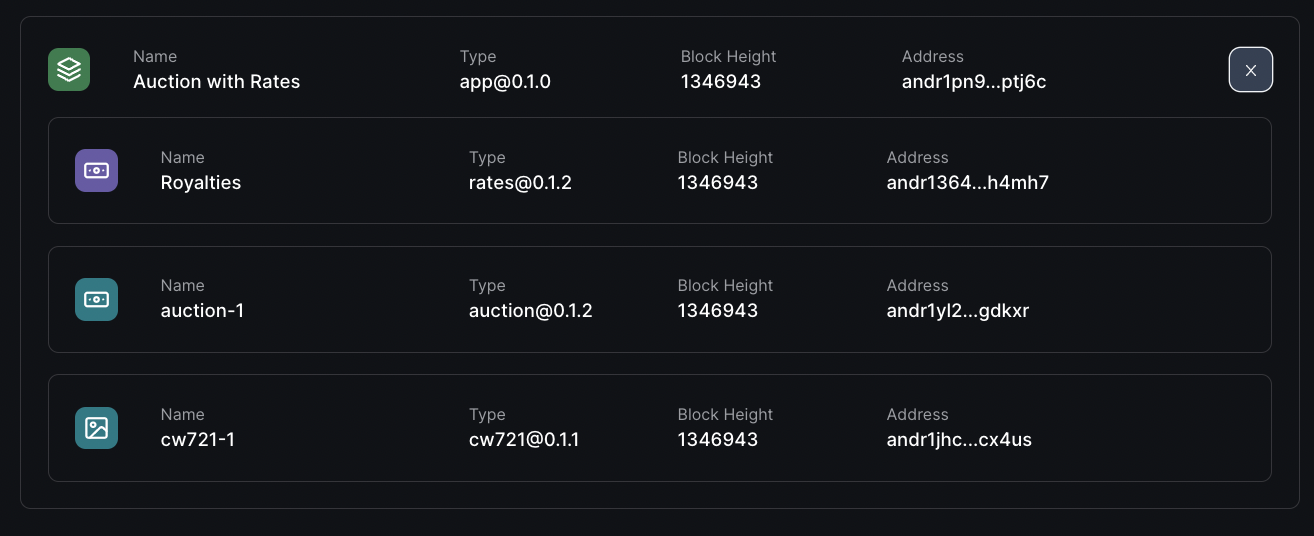 Name Type Block Height Address
Auction with Rates app@0.1.0 1346943 andr1pn9...ptj6c
Name Type Block Height Address
Royalties rates@0.1.2 1346943 andr1364...h4mh7
Name Type Block Height Address
auction-1 auction@0.1.2 1346943 andr1yl2...gdkxr
Name Type Block Height Address
cw721-1 cw721@0.1.1 1346943 andr1jhc...cx4us